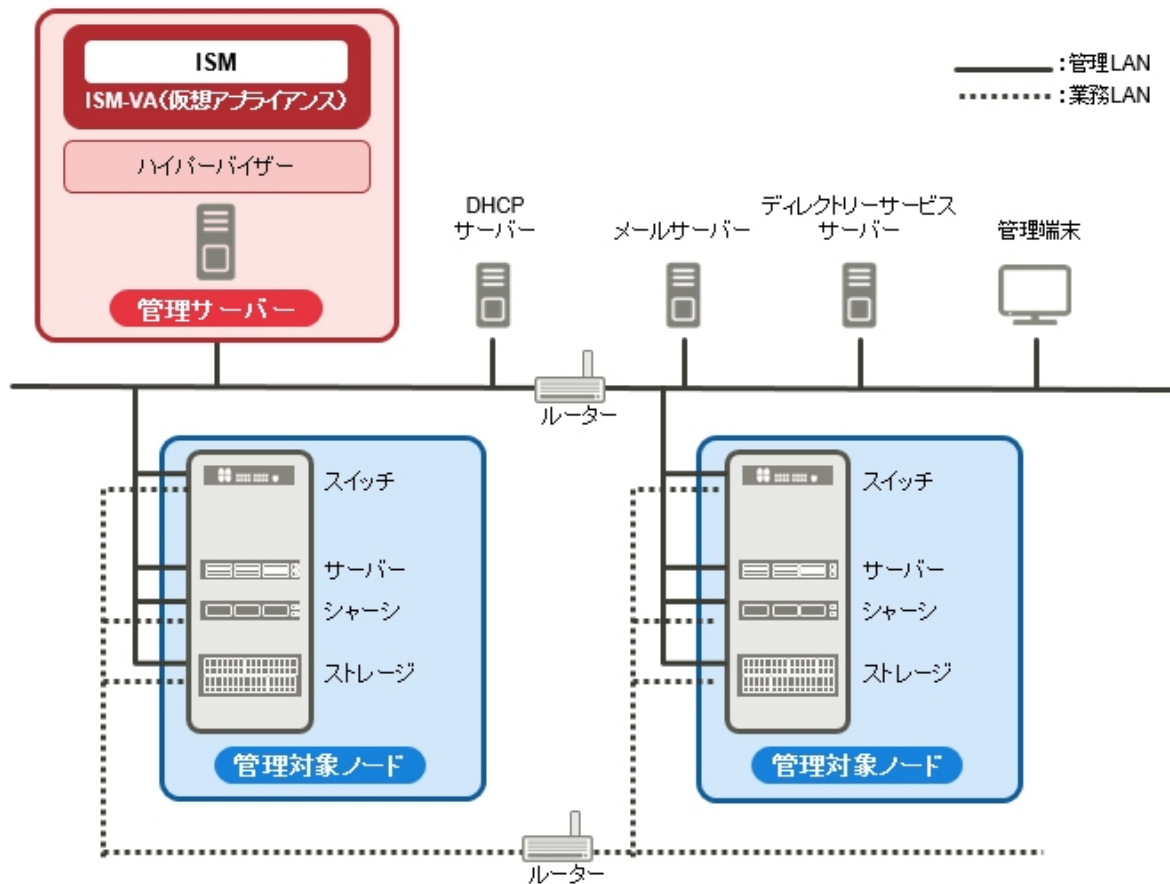 ISM
ISM-VA(仮想アプライアンス)
ハイパーバイザー
管理サーバー
:管理LAN
:業務LAN
DHCP
サーバー
メールサーバー
ディレクトリーサービス
サーバー
管理端末
ルーター
スイッチ
サーバー
シャーシ
ストレージ
管理対象ノード
スイッチ
サーバー
シャーシ
ストレージ
管理対象ノード
ルーター